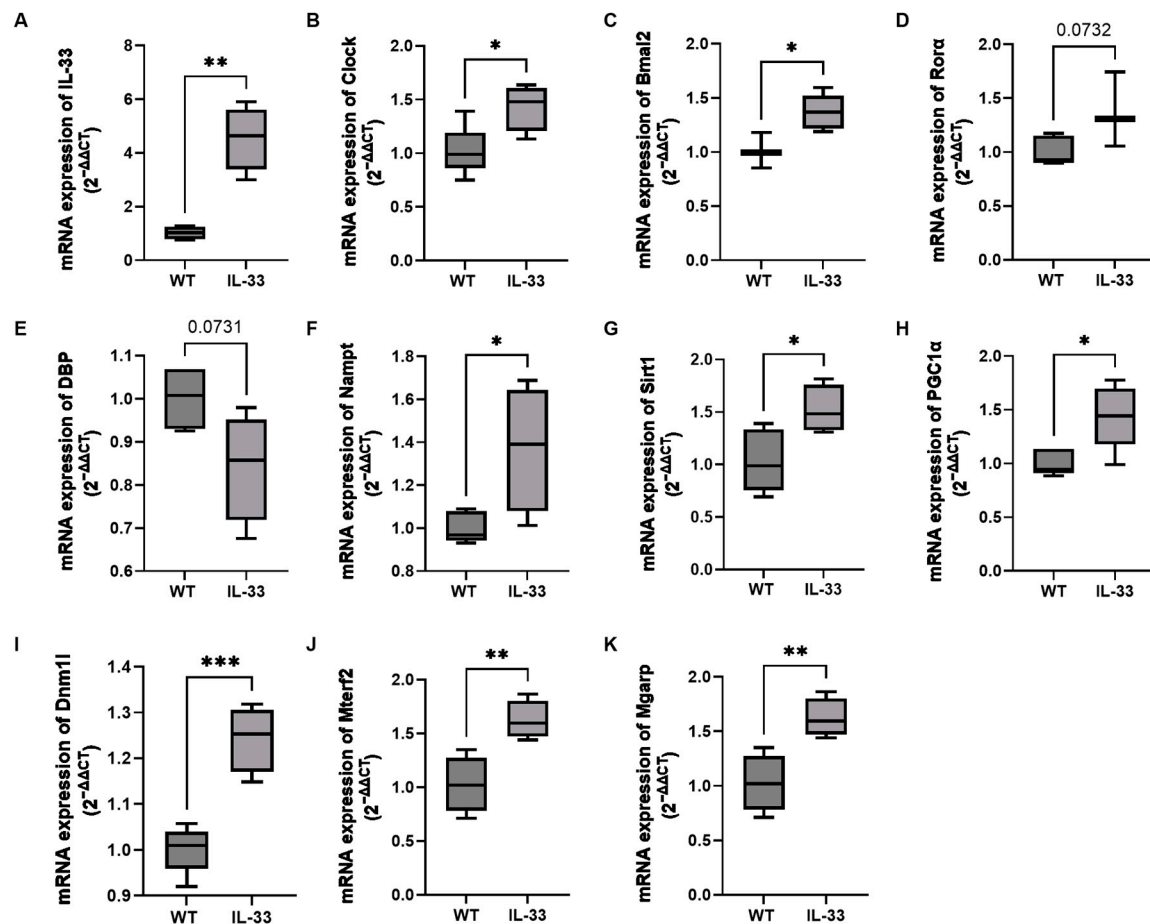 A
mRNA expression of IL-33
(2⁻ΔΔCT)
8
6
4
2
0
**
WT
IL-33
B
mRNA expression of Clock
(2⁻ΔΔCT)
2.0
1.5
1.0
0.5
0.0
*
WT
IL-33
C
mRNA expression of Bmal2
(2⁻ΔΔCT)
2.0
1.5
1.0
0.5
0.0
*
WT
IL-33
D
mRNA expression of Rorα
(2⁻ΔΔCT)
2.0
1.5
1.0
0.5
0.0
0.0732
WT
IL-33
E
mRNA expression of DBP
(2⁻ΔΔCT)
1.1
1.0
0.9
0.8
0.7
0.6
0.0731
WT
IL-33
F
mRNA expression of Nampt
(2⁻ΔΔCT)
1.8
1.6
1.4
1.2
1.0
0.8
*
WT
IL-33
G
mRNA expression of Sirt1
(2⁻ΔΔCT)
2.0
1.5
1.0
0.5
0.0
*
WT
IL-33
H
mRNA expression of PGC1α
(2⁻ΔΔCT)
2.0
1.5
1.0
0.5
0.0
*
WT
IL-33
I
mRNA expression of Dnm1l
(2⁻ΔΔCT)
1.4
1.3
1.2
1.1
1.0
0.9
***
WT
IL-33
J
mRNA expression of Mterf2
(2⁻ΔΔCT)
2.0
1.5
1.0
0.5
0.0
**
WT
IL-33
K
mRNA expression of Mgarp
(2⁻ΔΔCT)
2.0
1.5
1.0
0.5
0.0
**
WT
IL-33